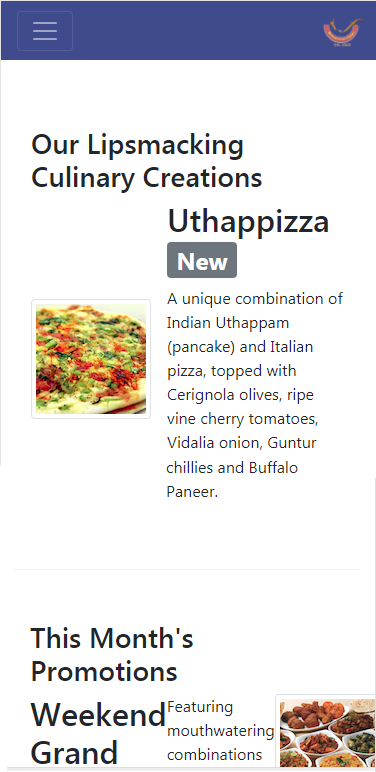 Our Lipsmacking
Culinary Creations
Uthappizza
New
A unique combination of
Indian Uthappam
(pancake) and Italian
pizza, topped with
Cerignola olives, ripe
vine cherry tomatoes,
Vidalia onion, Guntur
chillies and Buffalo
Paneer.
This Month's
Promotions
Weekend
Grand
Featuring
mouthwatering
combinations